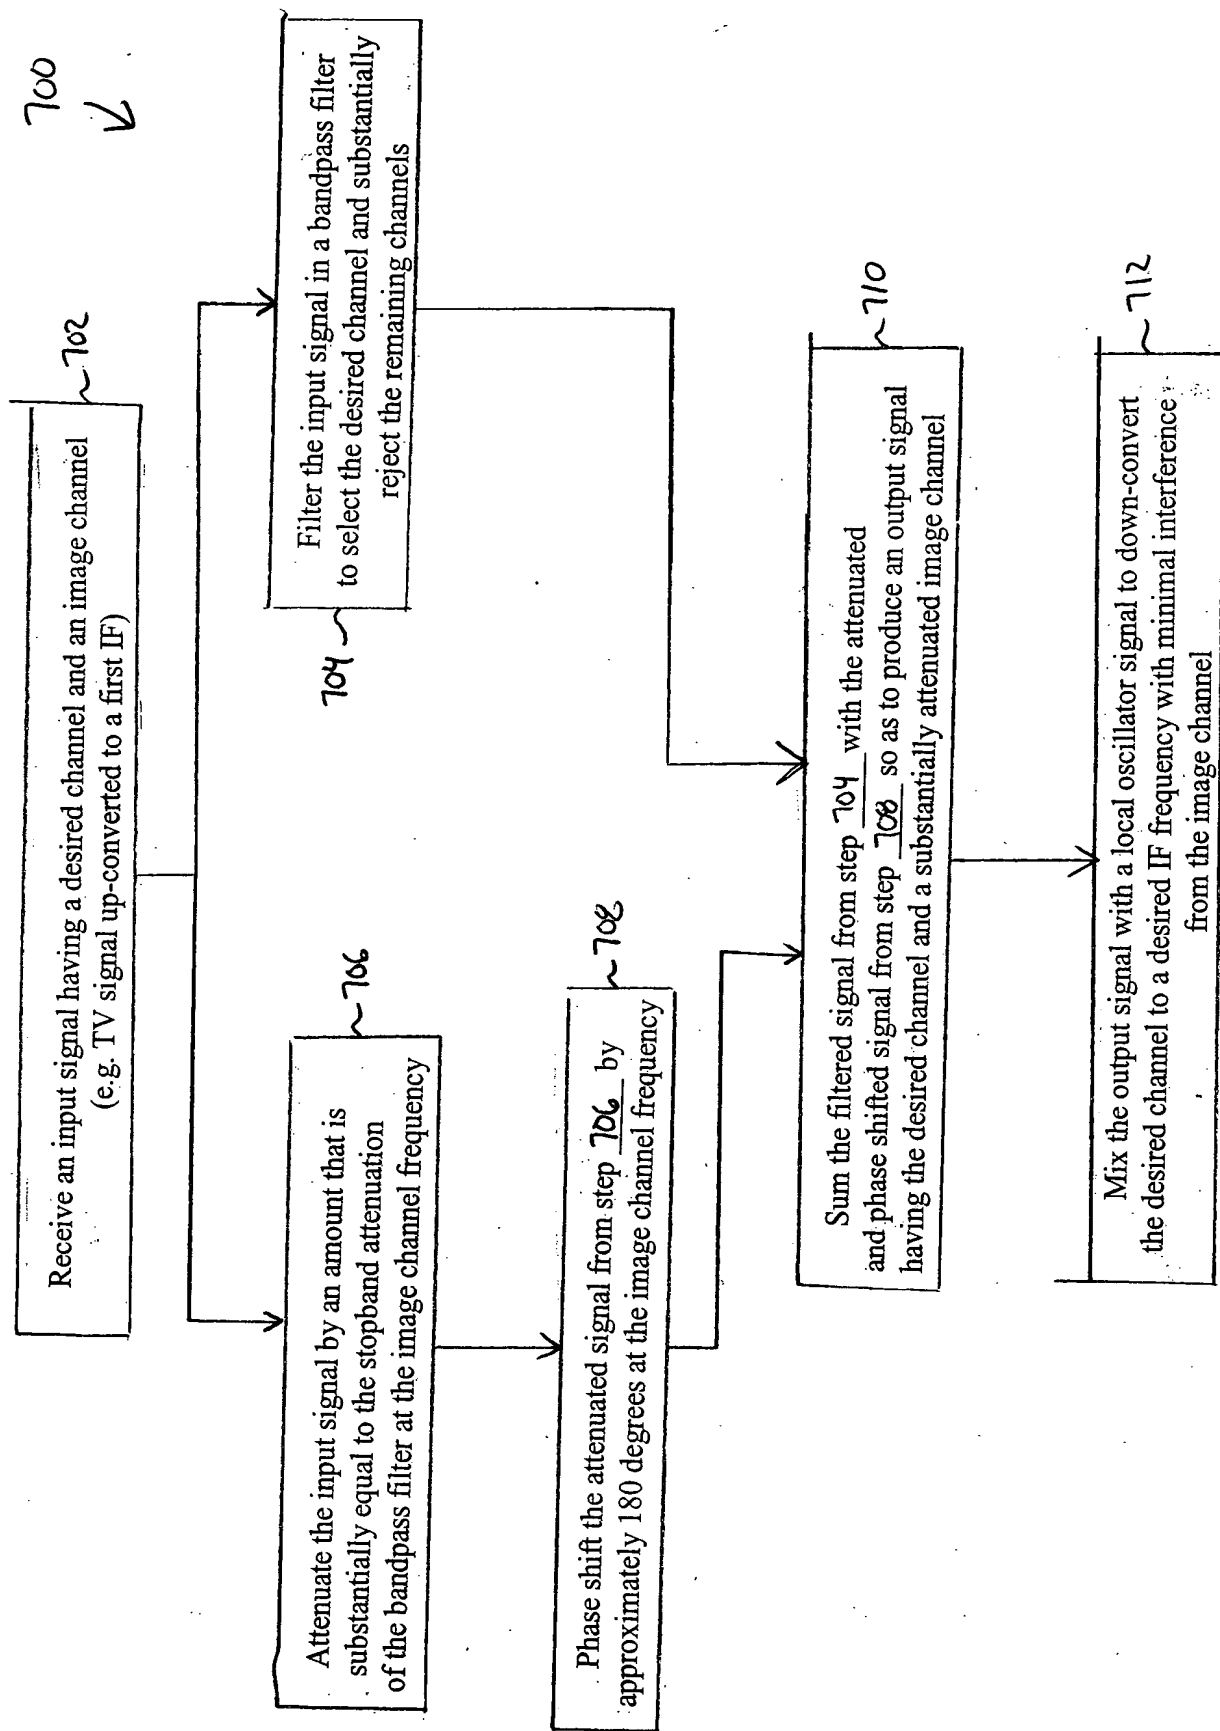 700
Receive an input signal having a desired channel and an image channel
(e.g. TV signal up-converted to a first IF)
702
Filter the input signal in a bandpass filter
to select the desired channel and substantially
reject the remaining channels
704
Attenuate the input signal by an amount that is
substantially equal to the stopband attenuation
of the bandpass filter at the image channel frequency
706
Phase shift the attenuated signal from step 706 by
approximately 180 degrees at the image channel frequency
708
Sum the filtered signal from step 704 with the attenuated
and phase shifted signal from step 708 so as to produce an output signal
having the desired channel and a substantially attenuated image channel
710
Mix the output signal with a local oscillator signal to down-convert
the desired channel to a desired IF frequency with minimal interference
from the image channel
712